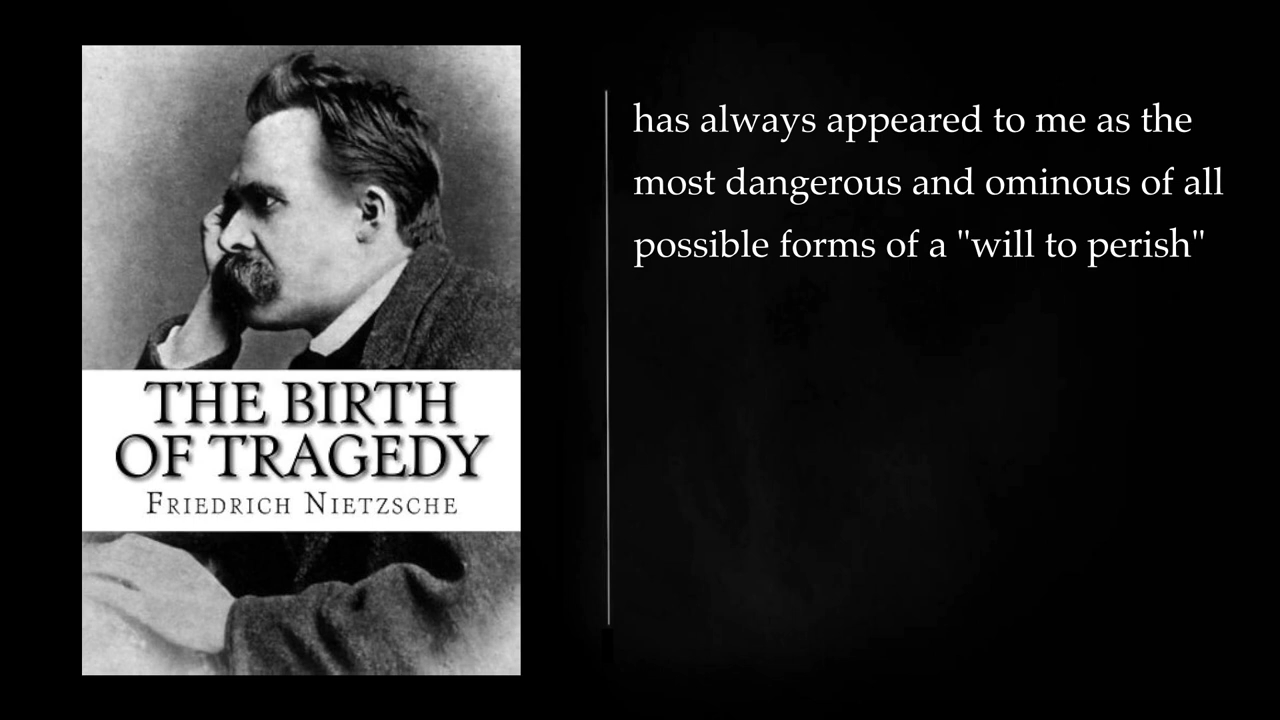 THE BIRTH
OF TRAGEDY
FRIEDRICH NIETZSCHE
has always appeared to me as the
most dangerous and ominous of all
possible forms of a "will to perish"